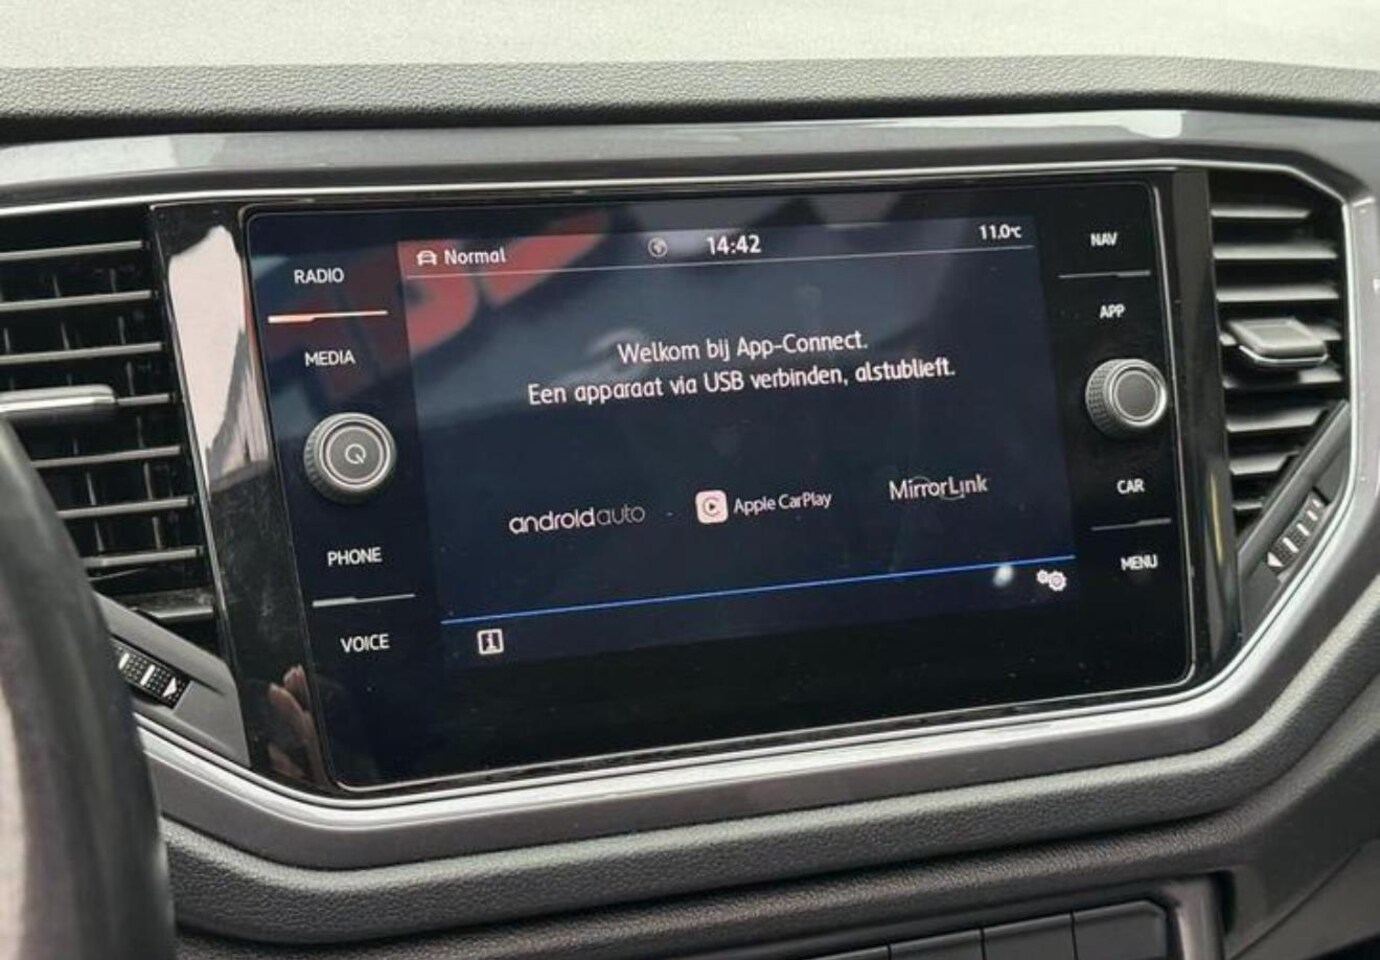 Normal
14:42
11.0°C
RADIO
MEDIA
PHONE
VOICE
Welkom bij App-Connect.
Een apparaat via USB verbinden, alstublieft.
androidauto
Apple CarPlay
MirrorLink
NAV
APP
CAR
MENU